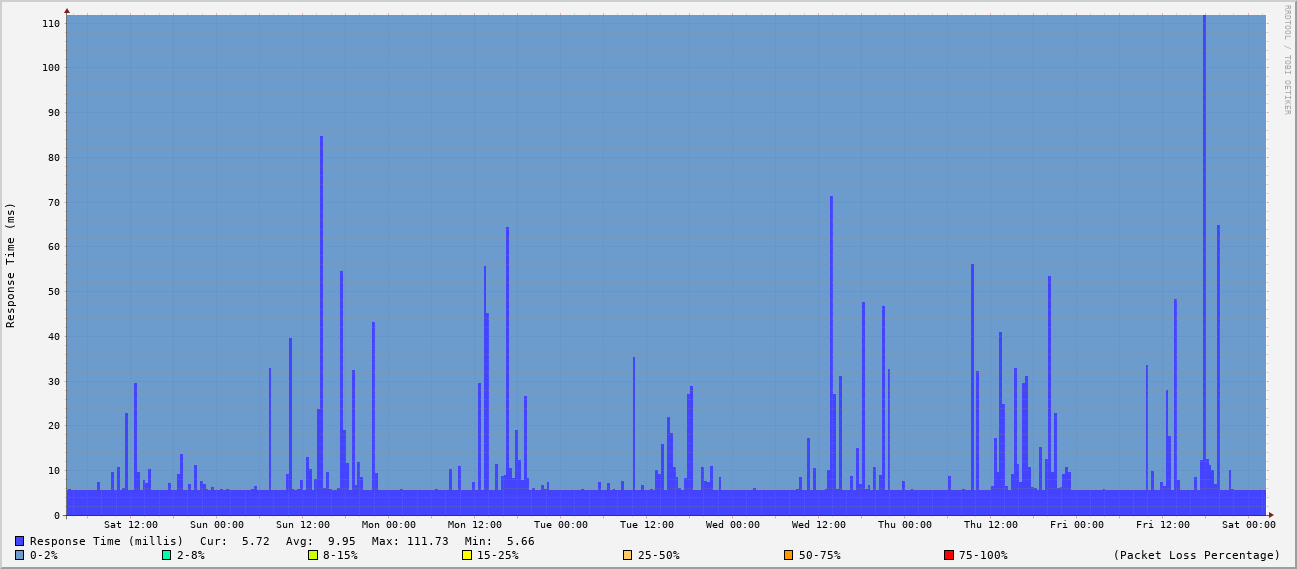 RRDTOOL / TOBI OETIKER
Response Time (ms)
110
100
90
80
70
60
50
40
30
20
10
0
Sat 12:00 Sun 00:00 Sun 12:00 Mon 00:00 Mon 12:00 Tue 00:00 Tue 12:00 Wed 00:00 Wed 12:00 Thu 00:00 Thu 12:00 Fri 00:00 Fri 12:00 Sat 00:00
Response Time (millis) Cur: 5.72 Avg: 9.95 Max: 111.73 Min: 5.66
0-2% 2-8% 8-15% 15-25% 25-50% 50-75% 75-100% (Packet Loss Percentage)